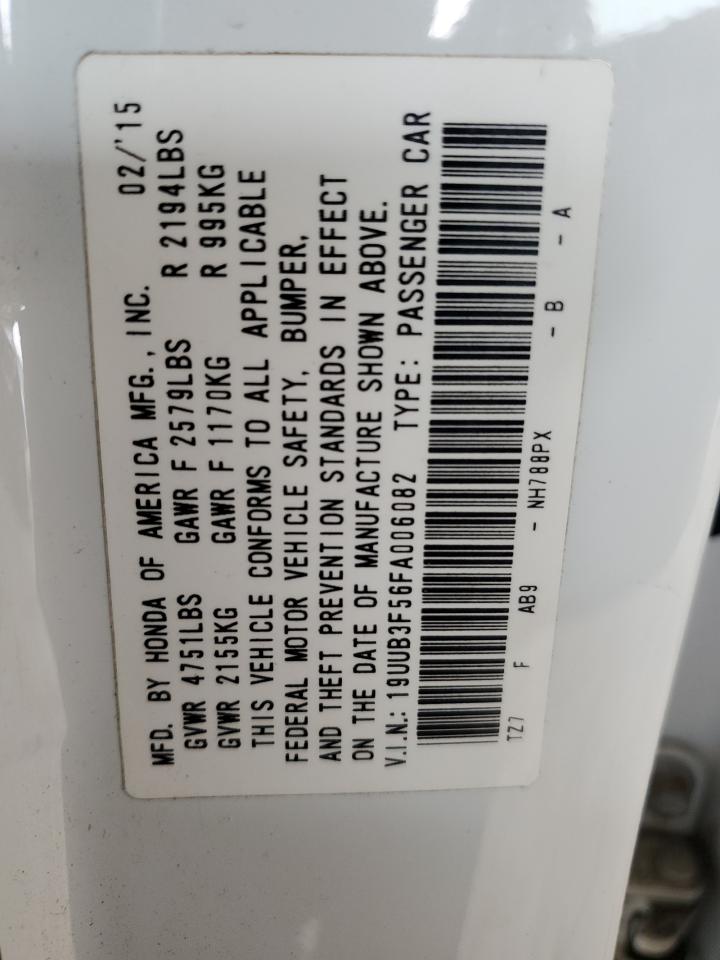 MFD. BY HONDA OF AMERICA MFG., INC. 02/'15
GVWR 4751LBS GAWR F 2579LBS R 2194LBS
GVWR 2155KG GAWR F 1170KG R 995KG
THIS VEHICLE CONFORMS TO ALL APPLICABLE
FEDERAL MOTOR VEHICLE SAFETY, BUMPER,
AND THEFT PREVENTION STANDARDS IN EFFECT
ON THE DATE OF MANUFACTURE SHOWN ABOVE.
V.I.N.: 19UUB3F56FA006082 TYPE: PASSENGER CAR
TZ7 F AB9 - NH788PX - B - A